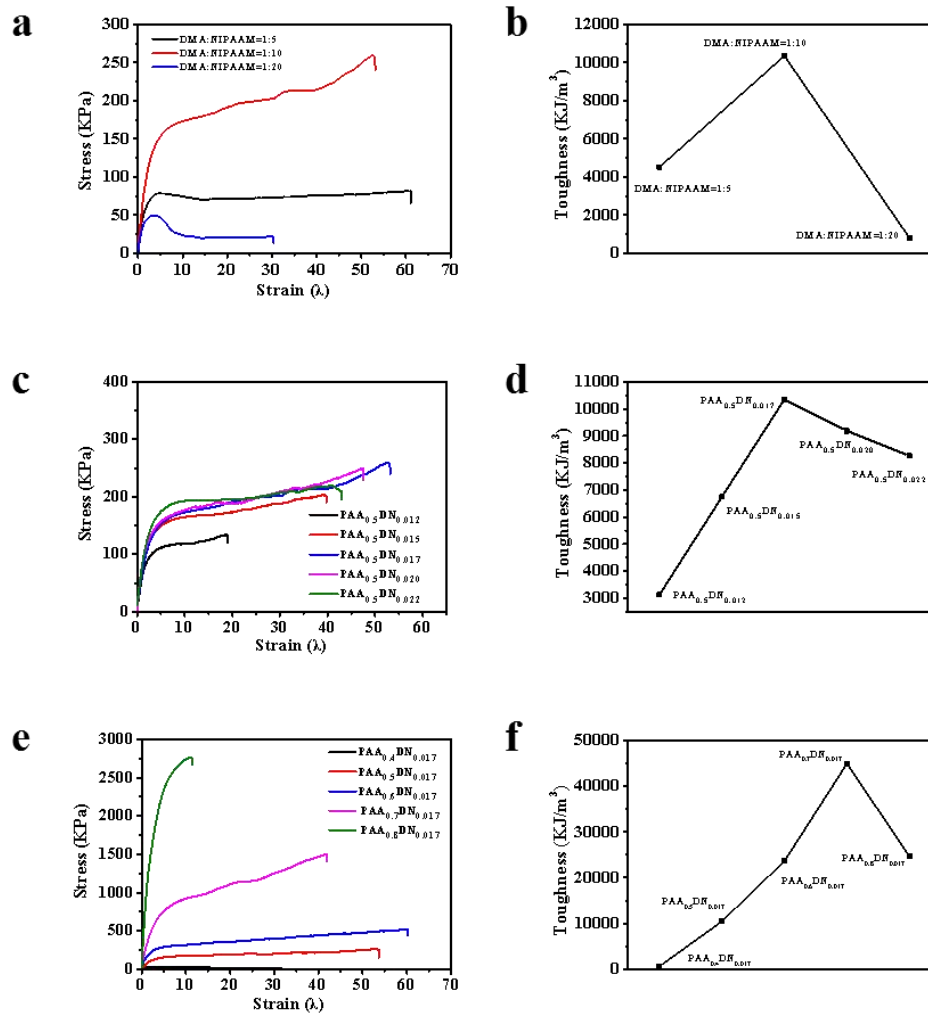 a
300
250
200
150
100
50
0
DMA:NIPAAM=1:5
DMA:NIPAAM=1:10
DMA:NIPAAM=1:20
Stress (KPa)
0 10 20 30 40 50 60 70
Strain (λ)
b
12000
10000
8000
6000
4000
2000
0
Toughness (KJ/m³)
DMA:NIPAAM=1:10
DMA:NIPAAM=1:5
DMA:NIPAAM=1:20
c
400
300
200
100
0
Stress (KPa)
PAA₀.₅DN₀.₀₁₂
PAA₀.₅DN₀.₀₁₅
PAA₀.₅DN₀.₀₁₇
PAA₀.₅DN₀.₀₂₀
PAA₀.₅DN₀.₀₂₂
0 10 20 30 40 50 60
Strain (λ)
d
11000
10000
9000
8000
7000
6000
5000
4000
3000
Toughness (KJ/m³)
PAA₀.₅DN₀.₀₁₇
PAA₀.₅DN₀.₀₂₀
PAA₀.₅DN₀.₀₂₂
PAA₀.₅DN₀.₀₁₅
PAA₀.₅DN₀.₀₁₂
e
3000
2500
2000
1500
1000
500
0
Stress (KPa)
PAA₀.₄DN₀.₀₁₇
PAA₀.₅DN₀.₀₁₇
PAA₀.₆DN₀.₀₁₇
PAA₀.₇DN₀.₀₁₇
PAA₀.₈DN₀.₀₁₇
0 10 20 30 40 50 60 70
Strain (λ)
f
50000
40000
30000
20000
10000
0
Toughness (KJ/m³)
PAA₀.₇DN₀.₀₁₇
PAA₀.₈DN₀.₀₁₇
PAA₀.₆DN₀.₀₁₇
PAA₀.₅DN₀.₀₁₇
PAA₀.₄DN₀.₀₁₇